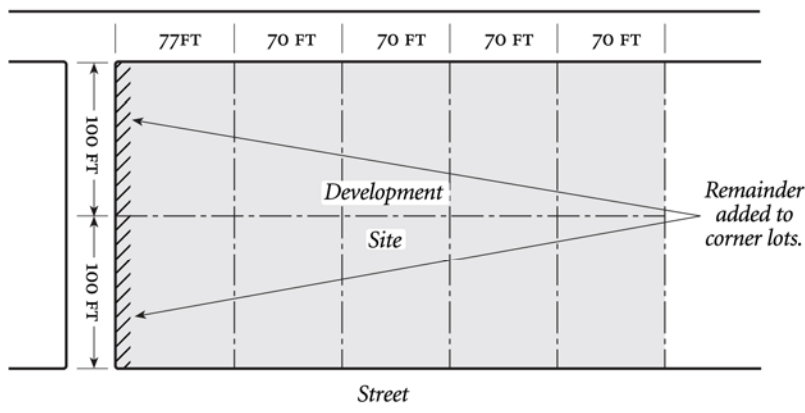 77FT 70 FT 70 FT 70 FT 70 FT
100 FT
100 FT
Development
Site
Remainder
added to
corner lots.
Street